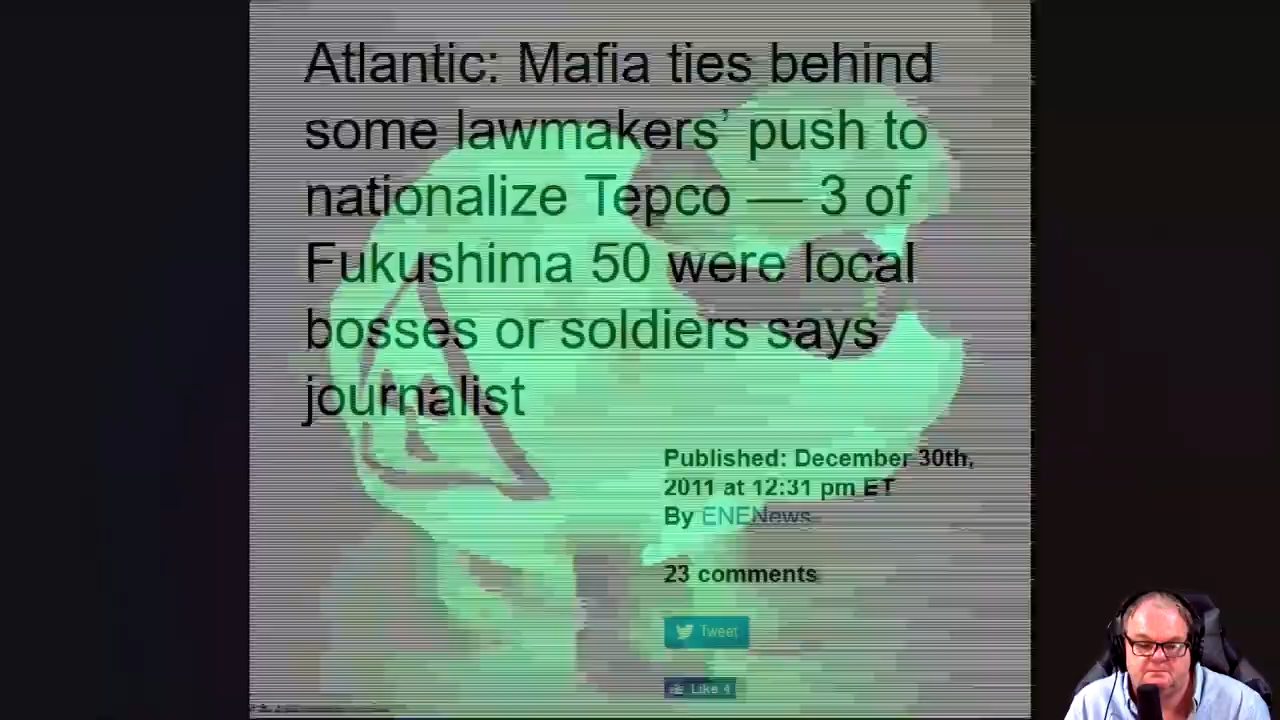 Atlantic: Mafia ties behind
some lawmakers’ push to
nationalize Tepco — 3 of
Fukushima 50 were local
bosses or soldiers says
journalist
Published: December 30th,
2011 at 12:31 pm ET
By ENENews
23 comments
Tweet
Like 4